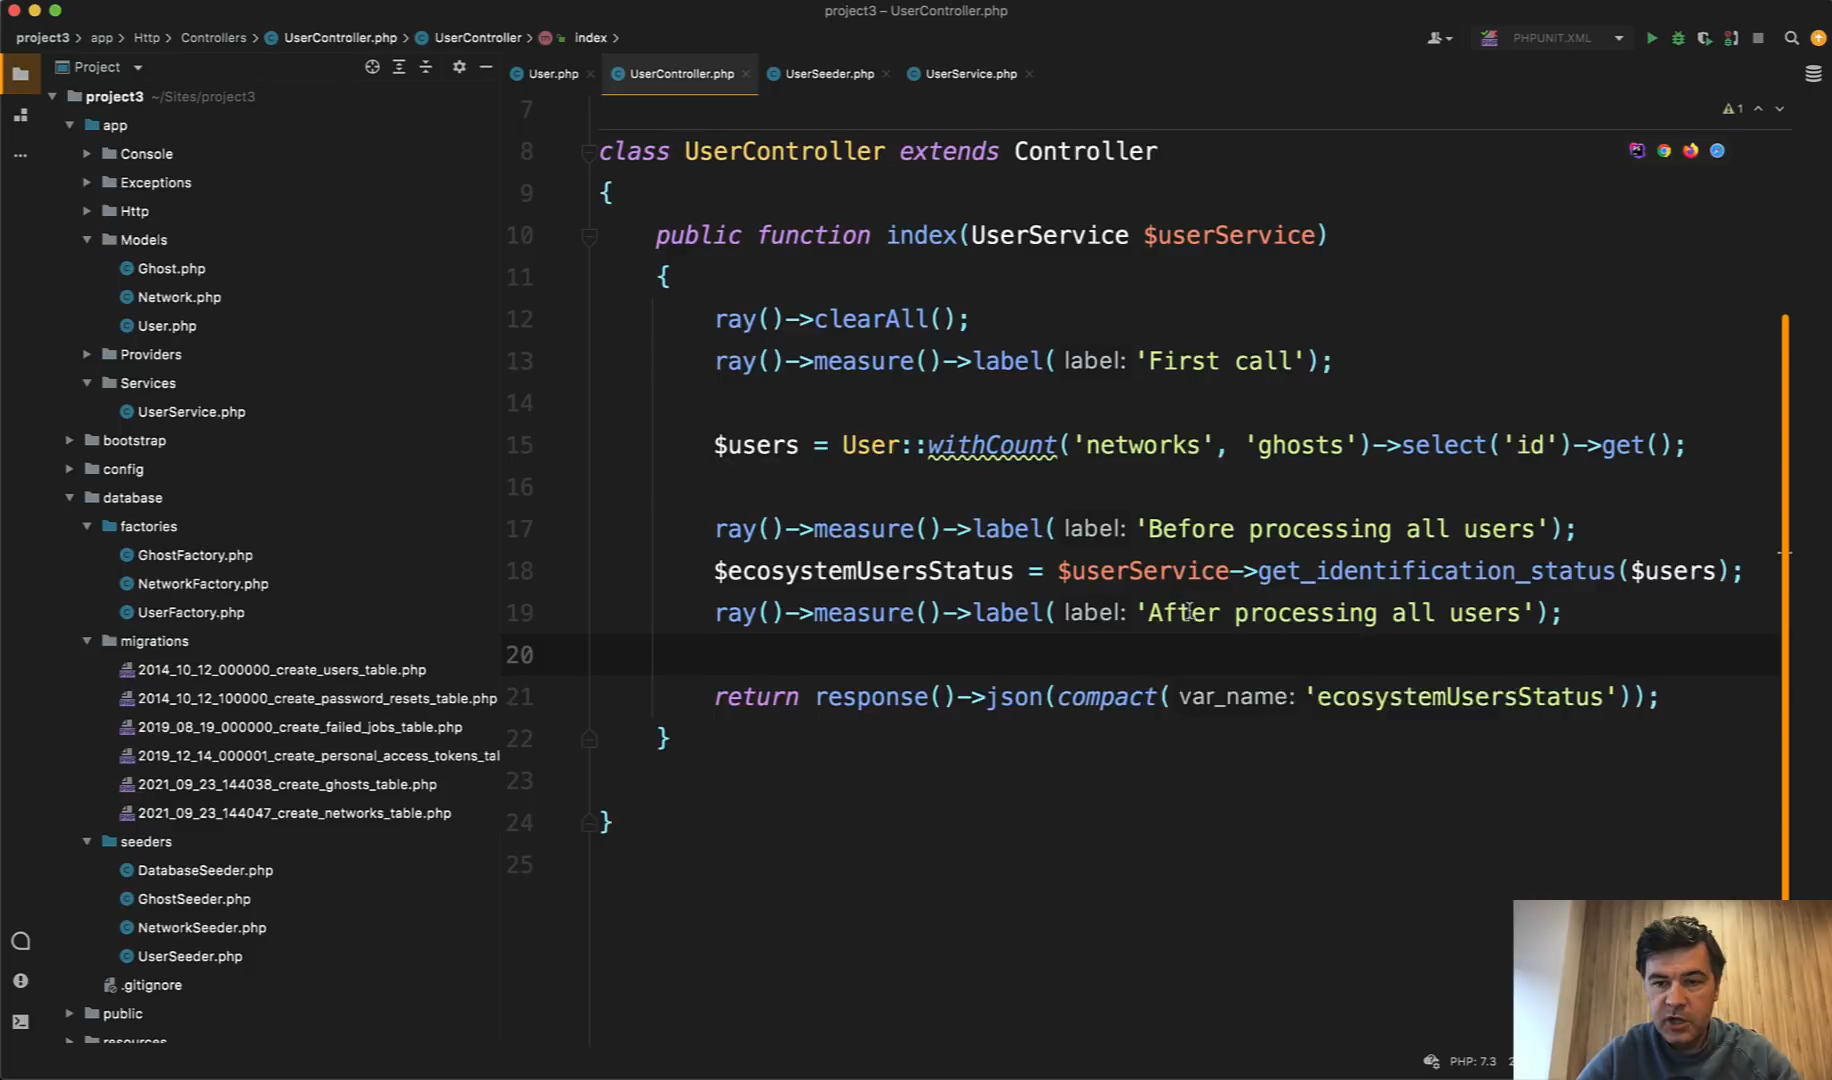 project3 – UserController.php
project3 app Http Controllers UserController.php UserController index
PHPUNIT.XML
Project
User.php UserController.php UserSeeder.php UserService.php
project3 ~/Sites/project3
app
Console
Exceptions
Http
Models
Ghost.php
Network.php
User.php
Providers
Services
UserService.php
bootstrap
config
database
factories
GhostFactory.php
NetworkFactory.php
UserFactory.php
migrations
2014_10_12_000000_create_users_table.php
2014_10_12_100000_create_password_resets_table.php
2019_08_19_000000_create_failed_jobs_table.php
2019_12_14_000001_create_personal_access_tokens_tal
2021_09_23_144038_create_ghosts_table.php
2021_09_23_144047_create_networks_table.php
seeders
DatabaseSeeder.php
GhostSeeder.php
NetworkSeeder.php
UserSeeder.php
.gitignore
public
resources
1
7
8 class UserController extends Controller
9 {
10 public function index(UserService $userService)
11 {
12 ray()->clearAll();
13 ray()->measure()->label( label: 'First call');
14
15 $users = User::withCount('networks', 'ghosts')->select('id')->get();
16
17 ray()->measure()->label( label: 'Before processing all users');
18 $ecosystemUsersStatus = $userService->get_identification_status($users);
19 ray()->measure()->label( label: 'After processing all users');
20
21 return response()->json(compact( var_name: 'ecosystemUsersStatus'));
22 }
23
24 }
25
PHP: 7.3